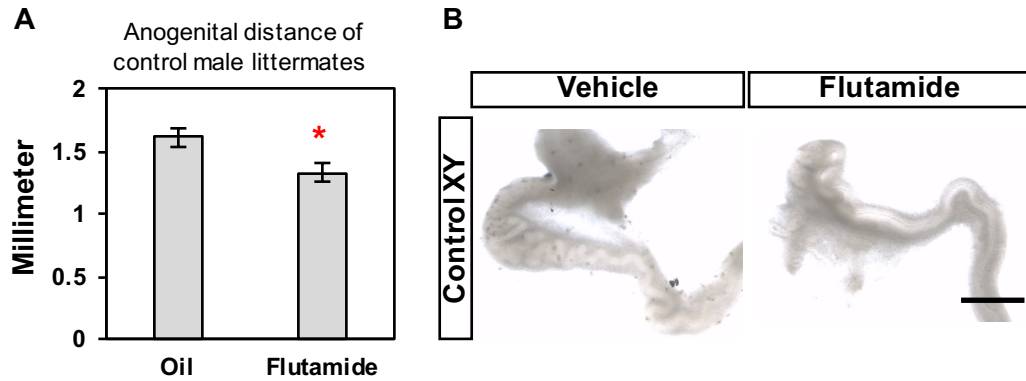 A
Anogenital distance of
control male littermates
2
1.5
1
0.5
0
Millimeter
*
Oil
Flutamide
B
Vehicle
Flutamide
Control XY